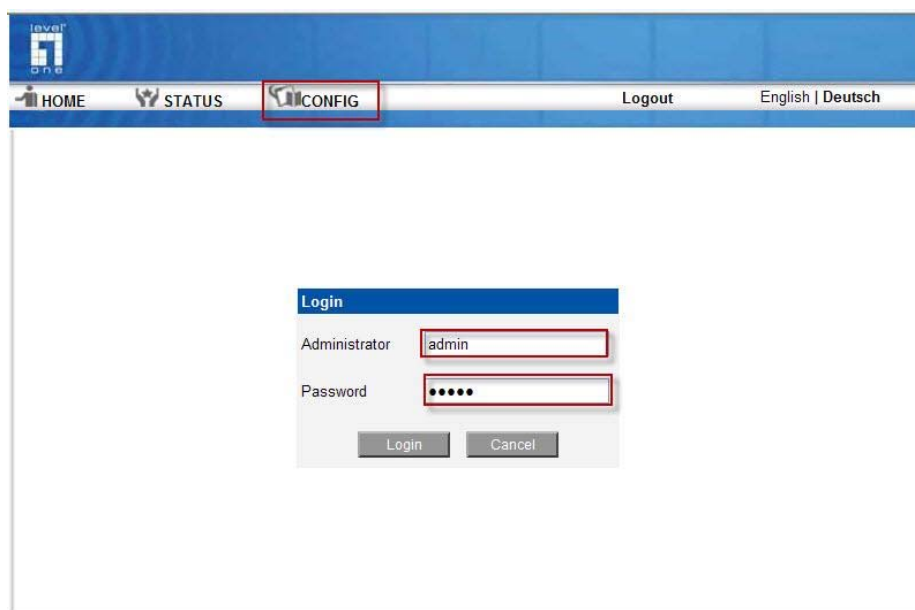 level
one
HOME STATUS CONFIG Logout English | Deutsch
Login
Administrator admin
Password •••••
Login Cancel